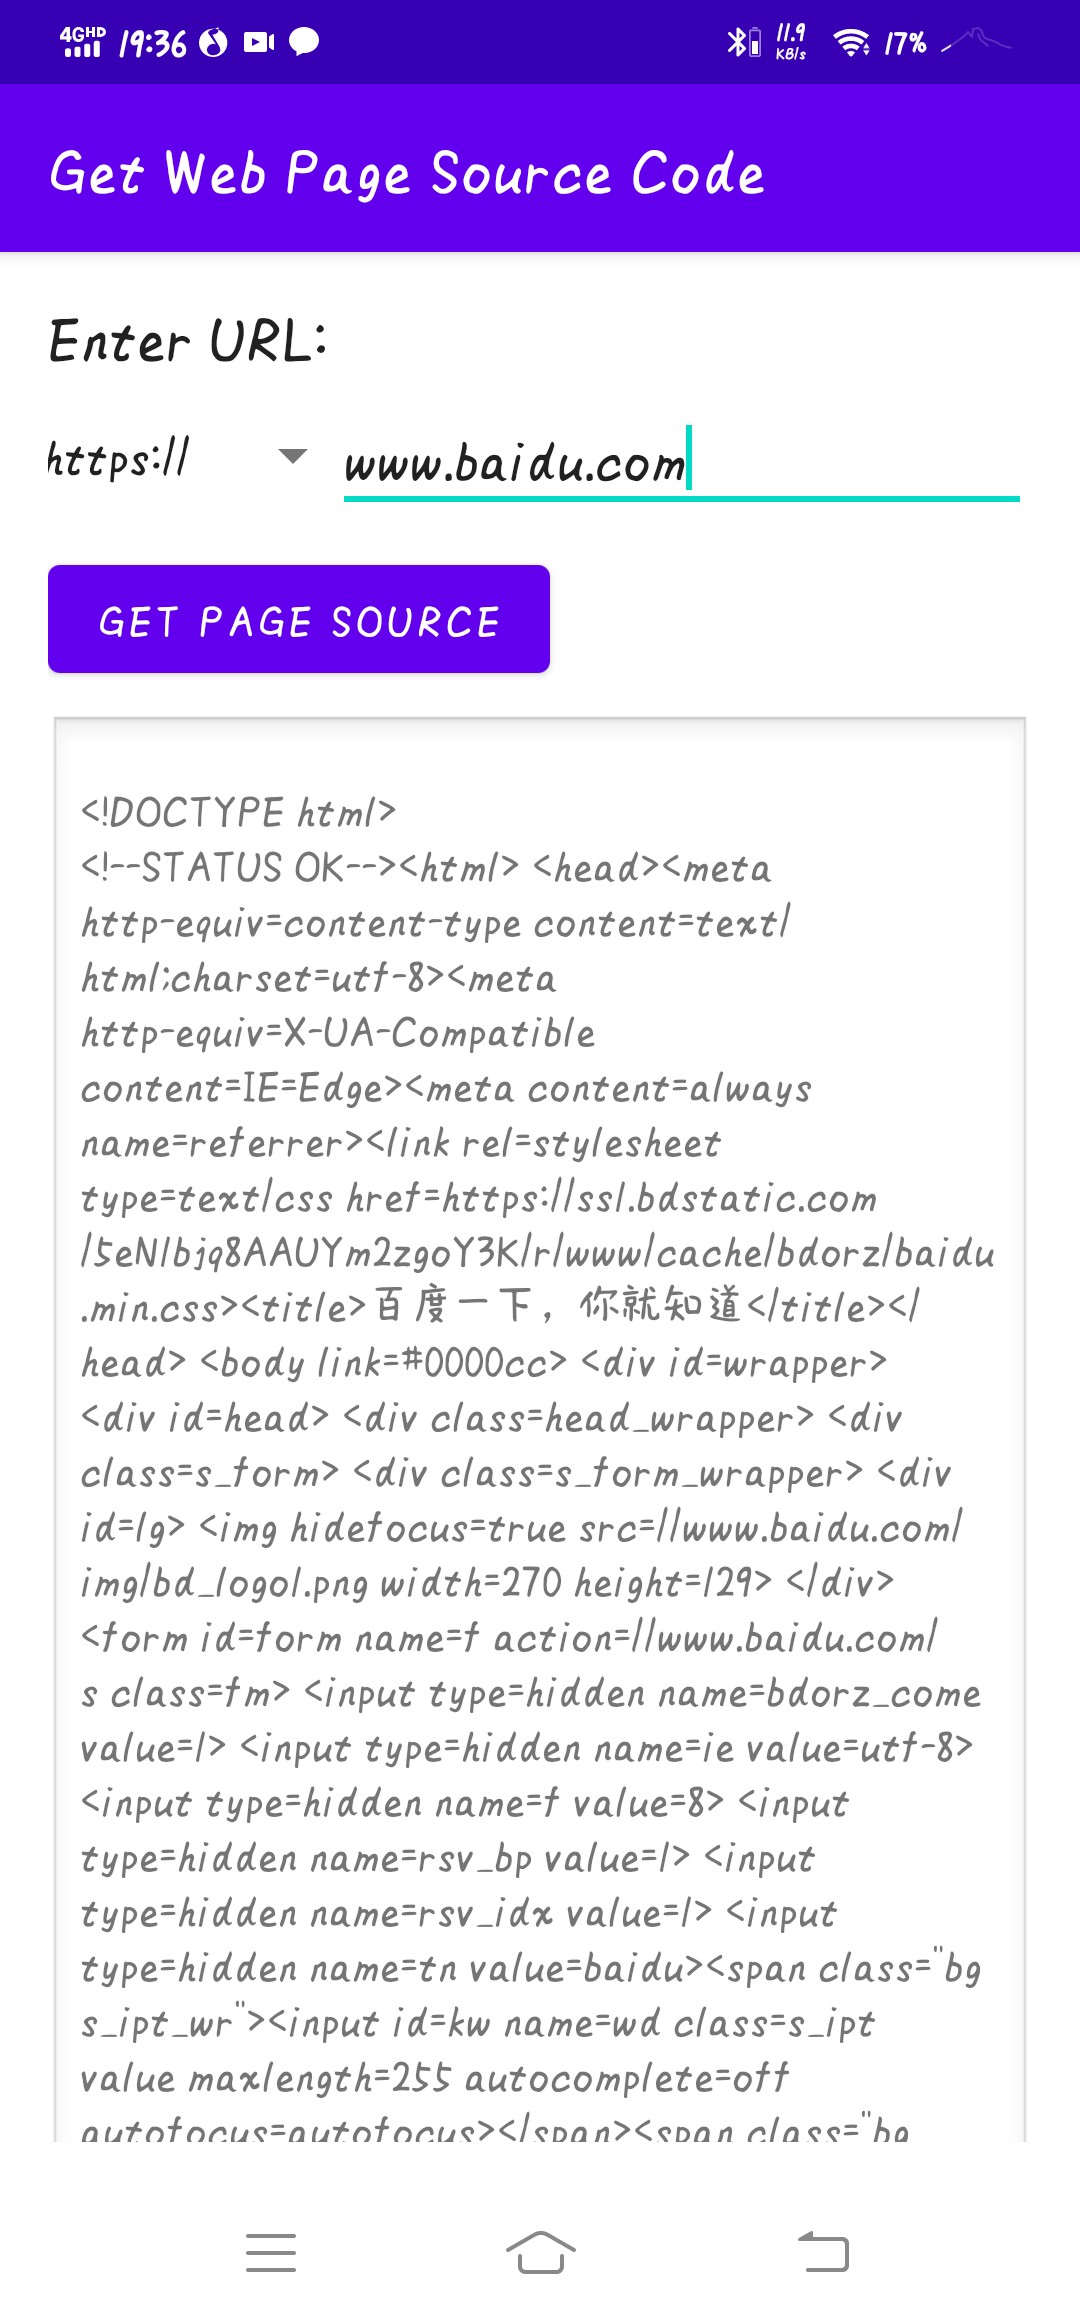 4GHD 19:36 11.9 KB/s 17%
Get Web Page Source Code
Enter URL:
https:// www.baidu.com
GET PAGE SOURCE
<!DOCTYPE html>
<!--STATUS OK--><html> <head><meta
http-equiv=content-type content=text/
html;charset=utf-8><meta
http-equiv=X-UA-Compatible
content=IE=Edge><meta content=always
name=referrer><link rel=stylesheet
type=text/css href=https://ssl.bdstatic.com
/5eN1bjq8AAUYm2zgoY3K/r/www/cache/bdorz/baidu
.min.css><title>百度一下，你就知道</title></
head> <body link=#0000cc> <div id=wrapper>
<div id=head> <div class=head_wrapper> <div
class=s_form> <div class=s_form_wrapper> <div
id=lg> <img hidefocus=true src=//www.baidu.com/
img/bd_logo1.png width=270 height=129> </div>
<form id=form name=f action=//www.baidu.com/
s class=fm> <input type=hidden name=bdorz_come
value=1> <input type=hidden name=ie value=utf-8>
<input type=hidden name=f value=8> <input
type=hidden name=rsv_bp value=1> <input
type=hidden name=rsv_idx value=1> <input
type=hidden name=tn value=baidu><span class="bg
s_ipt_wr"><input id=kw name=wd class=s_ipt
value maxlength=255 autocomplete=off
autofocus=autofocus></span><span class="bg